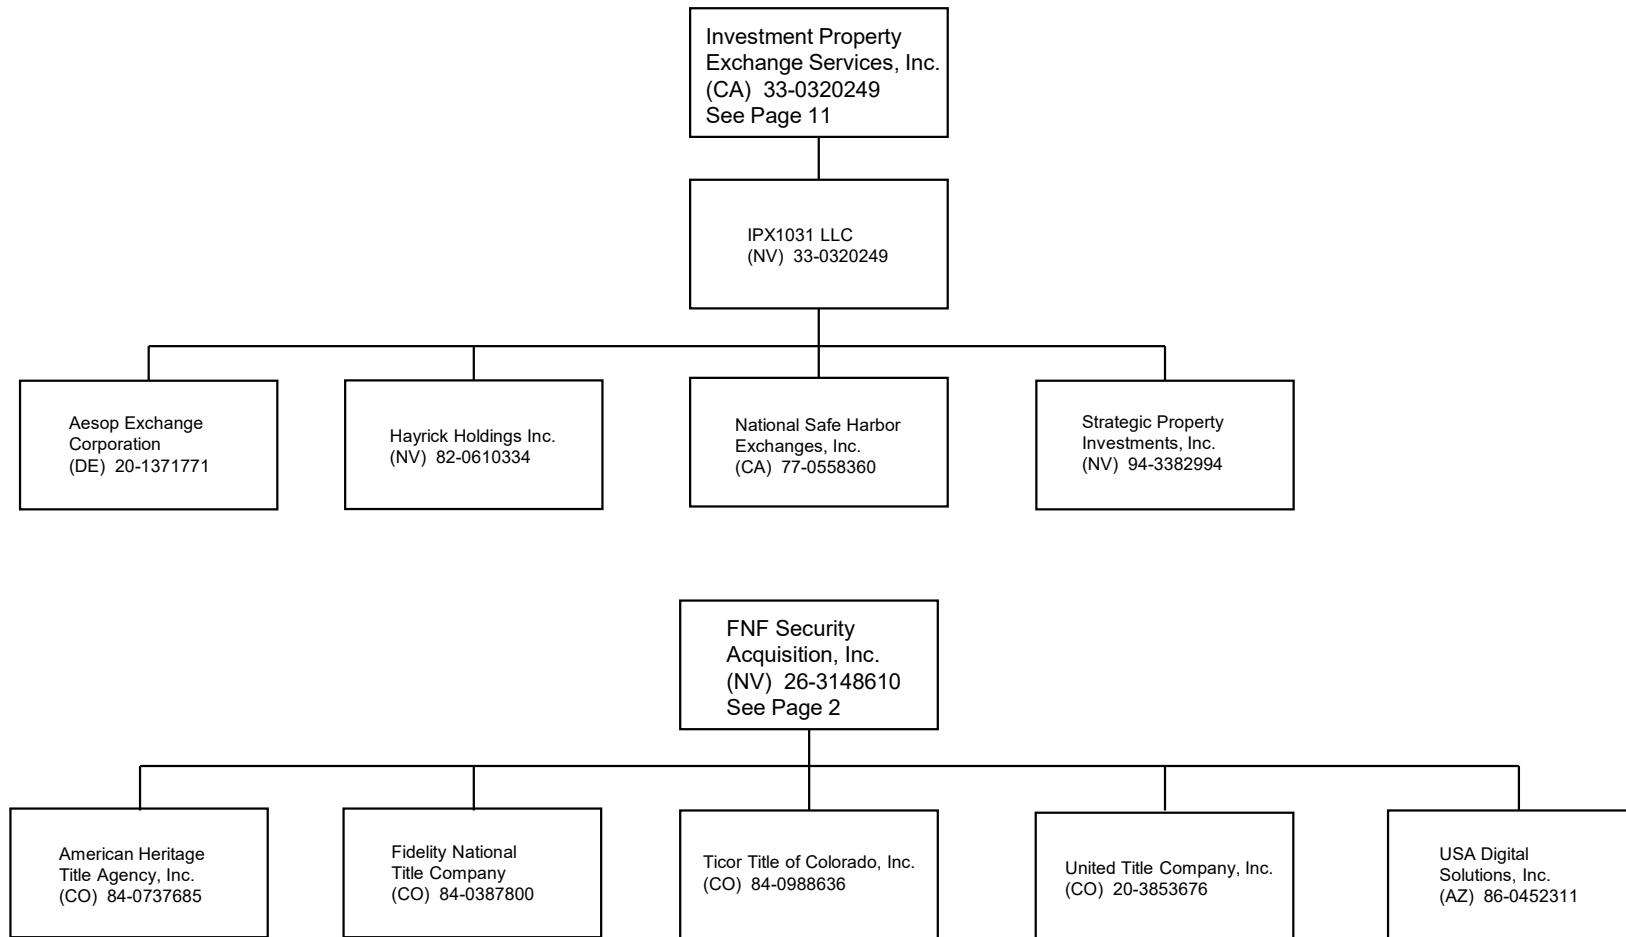 Investment Property
Exchange Services, Inc.
(CA) 33-0320249
See Page 11
IPX1031 LLC
(NV) 33-0320249
Aesop Exchange
Corporation
(DE) 20-1371771
Hayrick Holdings Inc.
(NV) 82-0610334
National Safe Harbor
Exchanges, Inc.
(CA) 77-0558360
Strategic Property
Investments, Inc.
(NV) 94-3382994
FNF Security
Acquisition, Inc.
(NV) 26-3148610
See Page 2
American Heritage
Title Agency, Inc.
(CO) 84-0737685
Fidelity National
Title Company
(CO) 84-0387800
Ticor Title of Colorado, Inc.
(CO) 84-0988636
United Title Company, Inc.
(CO) 20-3853676
USA Digital
Solutions, Inc.
(AZ) 86-0452311